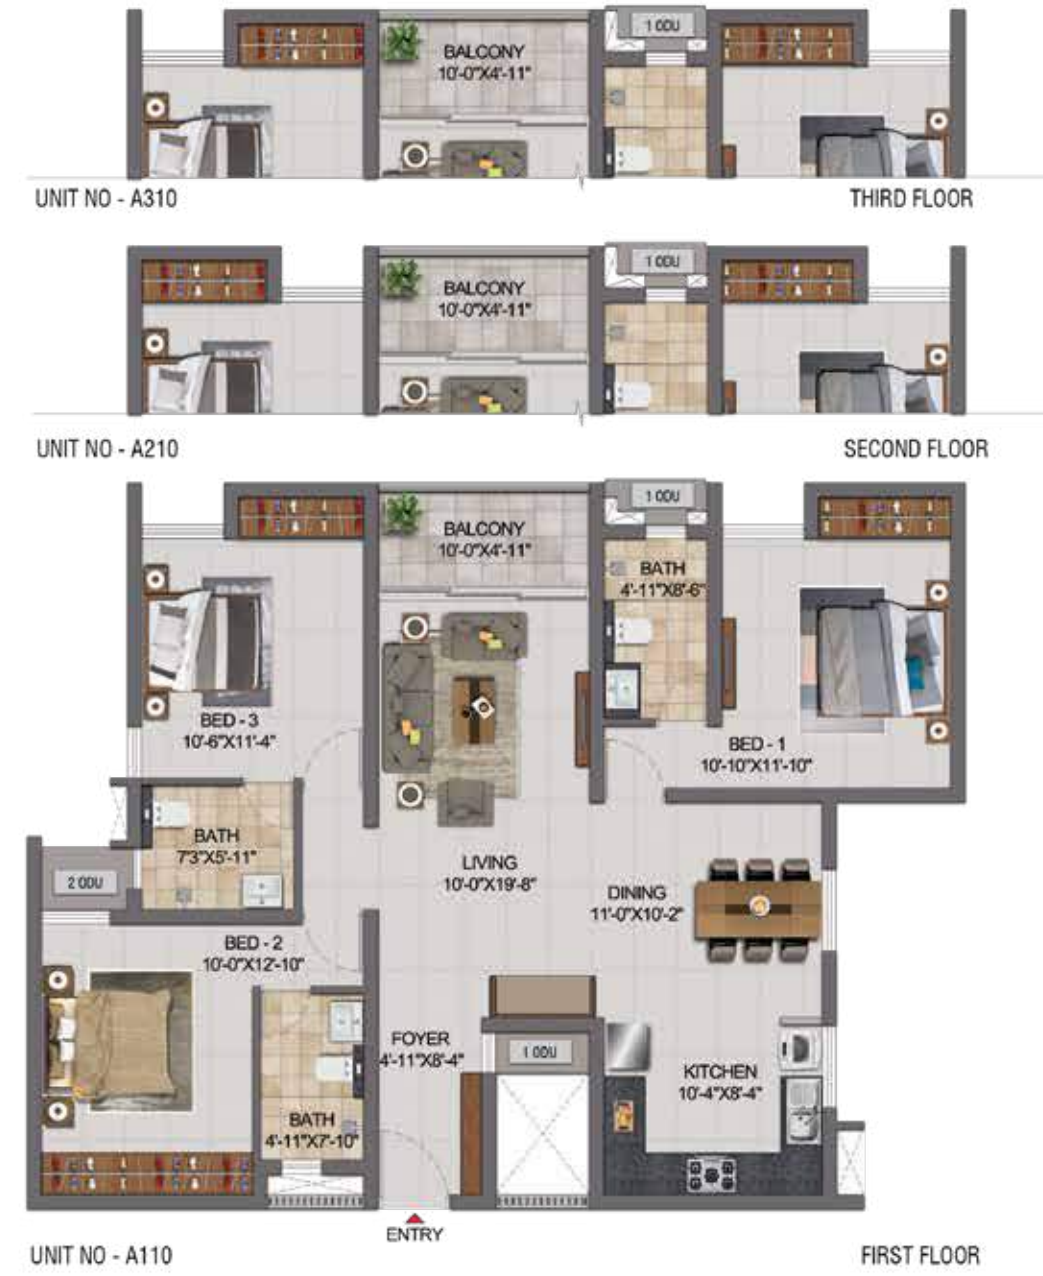 1 ODU
BALCONY
10'-0"X4'-11"
UNIT NO - A310
THIRD FLOOR
1 ODU
BALCONY
10'-0"X4'-11"
UNIT NO - A210
SECOND FLOOR
1 ODU
BALCONY
10'-0"X4'-11"
BATH
4'-11"X8'-6"
BED - 3
10'-6"X11'-4"
BED - 1
10'-10"X11'-10"
BATH
7'3"X5'-11"
LIVING
10'-0"X19'-8"
2 ODU
DINING
11'-0"X10'-2"
BED - 2
10'-0"X12'-10"
FOYER
4'-11"X8'-4"
1 ODU
KITCHEN
10'-4"X8'-4"
BATH
4'-11"X7'-10"
ENTRY
UNIT NO - A110
FIRST FLOOR